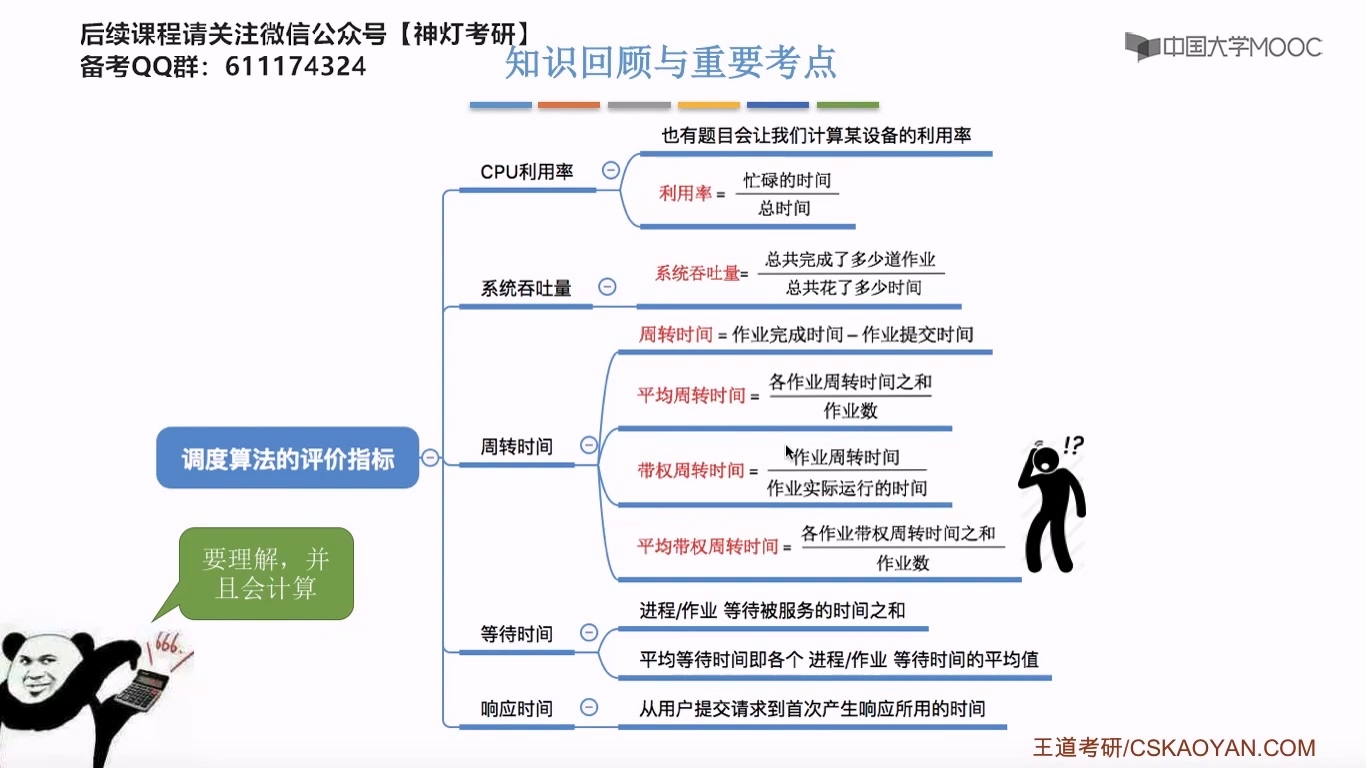 后续课程请关注微信公众号【神灯考研】
备考QQ群：611174324
知识回顾与重要考点
中国大学MOOC
也有题目会让我们计算某设备的利用率
CPU利用率
利用率 = 忙碌的时间
总时间
系统吞吐量
系统吞吐量= 总共完成了多少道作业
总共花了多少时间
周转时间 = 作业完成时间 – 作业提交时间
平均周转时间 = 各作业周转时间之和
作业数
周转时间
带权周转时间 = 作业周转时间
作业实际运行的时间
平均带权周转时间 = 各作业带权周转时间之和
作业数
调度算法的评价指标
!?
要理解，并
且会计算
666.
等待时间
进程/作业 等待被服务的时间之和
平均等待时间即各个 进程/作业 等待时间的平均值
响应时间
从用户提交请求到首次产生响应所用的时间
王道考研/CSKAOYAN.COM